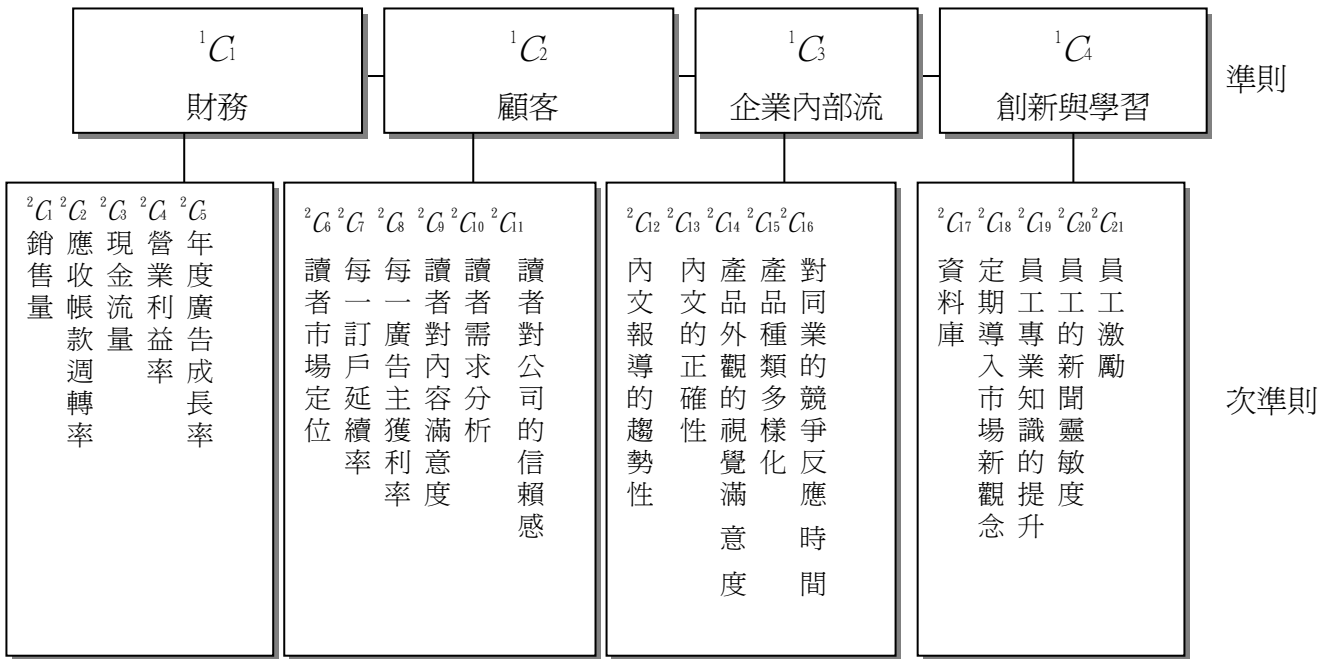 ¹C₁
財務
¹C₂
顧客
¹C₃
企業內部流
¹C₄
創新與學習
準則
²C₁ ²C₂ ²C₃ ²C₄ ²C₅
銷售量
應收帳款週轉率
現金流量
營業利益率
年度廣告成長率
²C₆ ²C₇ ²C₈ ²C₉ ²C₁₀ ²C₁₁
讀者市場定位
每一訂戶延續率
每一廣告主獲利率
讀者對內容滿意度
讀者需求分析
讀者對公司的信賴感
²C₁₂ ²C₁₃ ²C₁₄ ²C₁₅ ²C₁₆
內文報導的趨勢性
內文的正確性
產品外觀的視覺滿意度
產品種類多樣化
對同業的競爭反應時間
²C₁₇ ²C₁₈ ²C₁₉ ²C₂₀ ²C₂₁
資料庫
定期導入市場新觀念
員工專業知識的提升
員工的新聞靈敏度
員工激勵
次準則